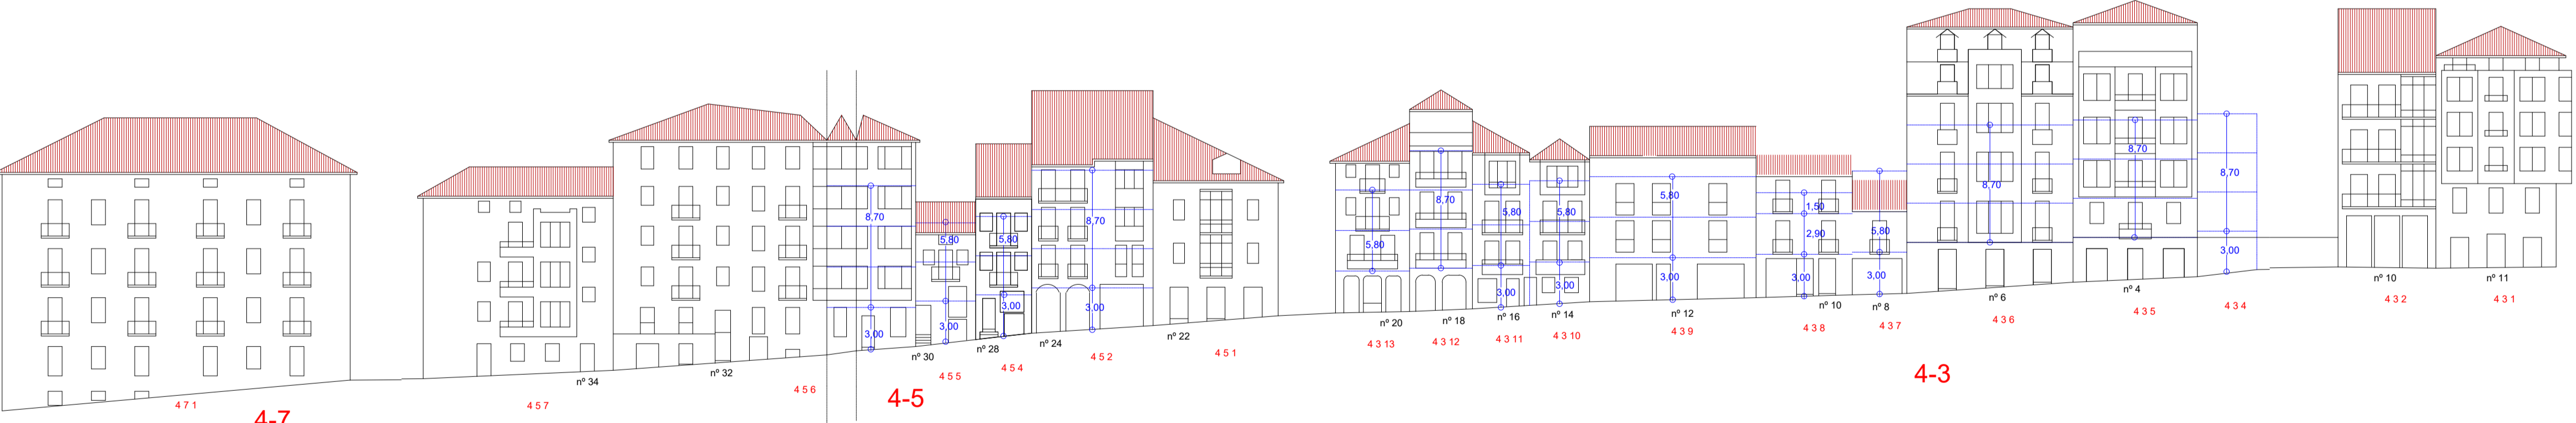 8,70
3,00
5,80
3,00
5,80
3,00
8,70
3,00
5,80
8,70
5,80
3,00
5,80
3,00
5,80
3,00
1,50
2,90
3,00
5,80
3,00
8,70
8,70
8,70
3,00
nº 34
nº 32
nº 30
nº 28
nº 24
nº 22
nº 20
nº 18
nº 16
nº 14
nº 12
nº 10
nº 8
nº 6
nº 4
nº 10
nº 11
4 7 1
4 5 7
4 5 6
4 5 5
4 5 4
4 5 2
4 5 1
4 3 13
4 3 12
4 3 11
4 3 10
4 3 9
4 3 8
4 3 7
4 3 6
4 3 5
4 3 4
4 3 2
4 3 1
4-7
4-5
4-3